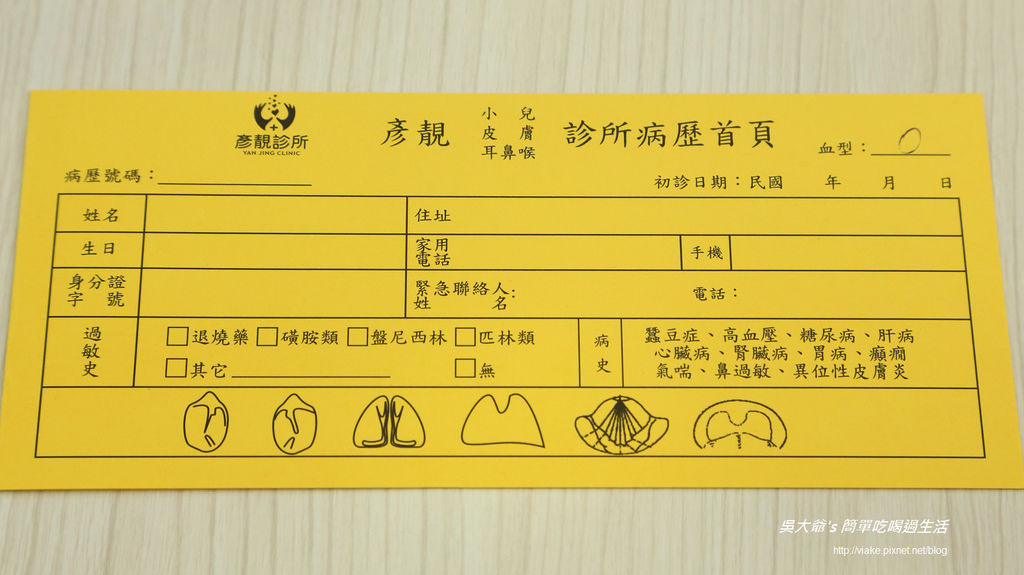 彥靚診所
YAN JING CLINIC
彥靚 小兒 皮膚 耳鼻喉 診所病歷首頁
血型：O
病歷號碼：
初診日期：民國 年 月 日
姓名 住址
生日 家用電話 手機
身分證字號 緊急聯絡人姓名： 電話：
過敏史 □退燒藥 □磺胺類 □盤尼西林 □匹林類
□其它 □無
病史 蠶豆症、高血壓、糖尿病、肝病
心臟病、腎臟病、胃病、癲癇
氣喘、鼻過敏、異位性皮膚炎
吳大爺's 簡單吃喝過生活
http://viake.pixnet.net/blog